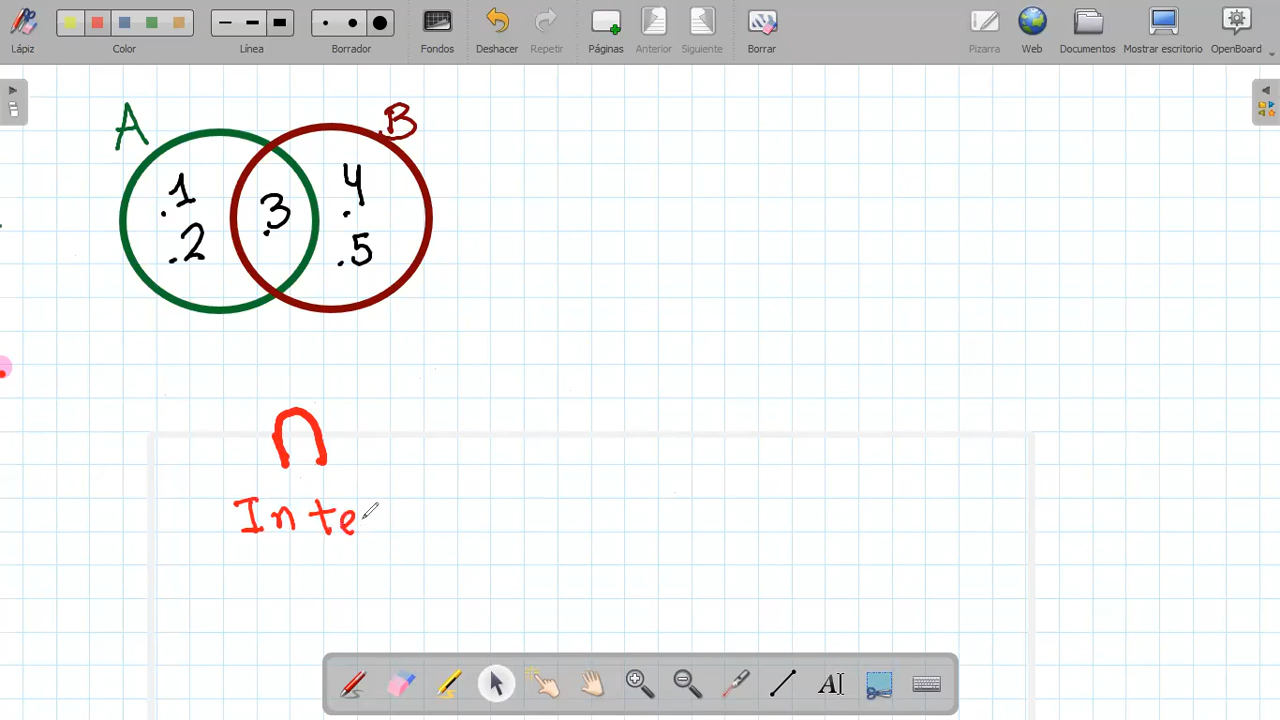 Lápiz Color Línea Borrador Fondos Deshacer Repetir Páginas Anterior Siguiente Borrar Pizarra Web Documentos Mostrar escritorio OpenBoard
A B
.1 .3 4
.2 .5
∩
Inte
AI